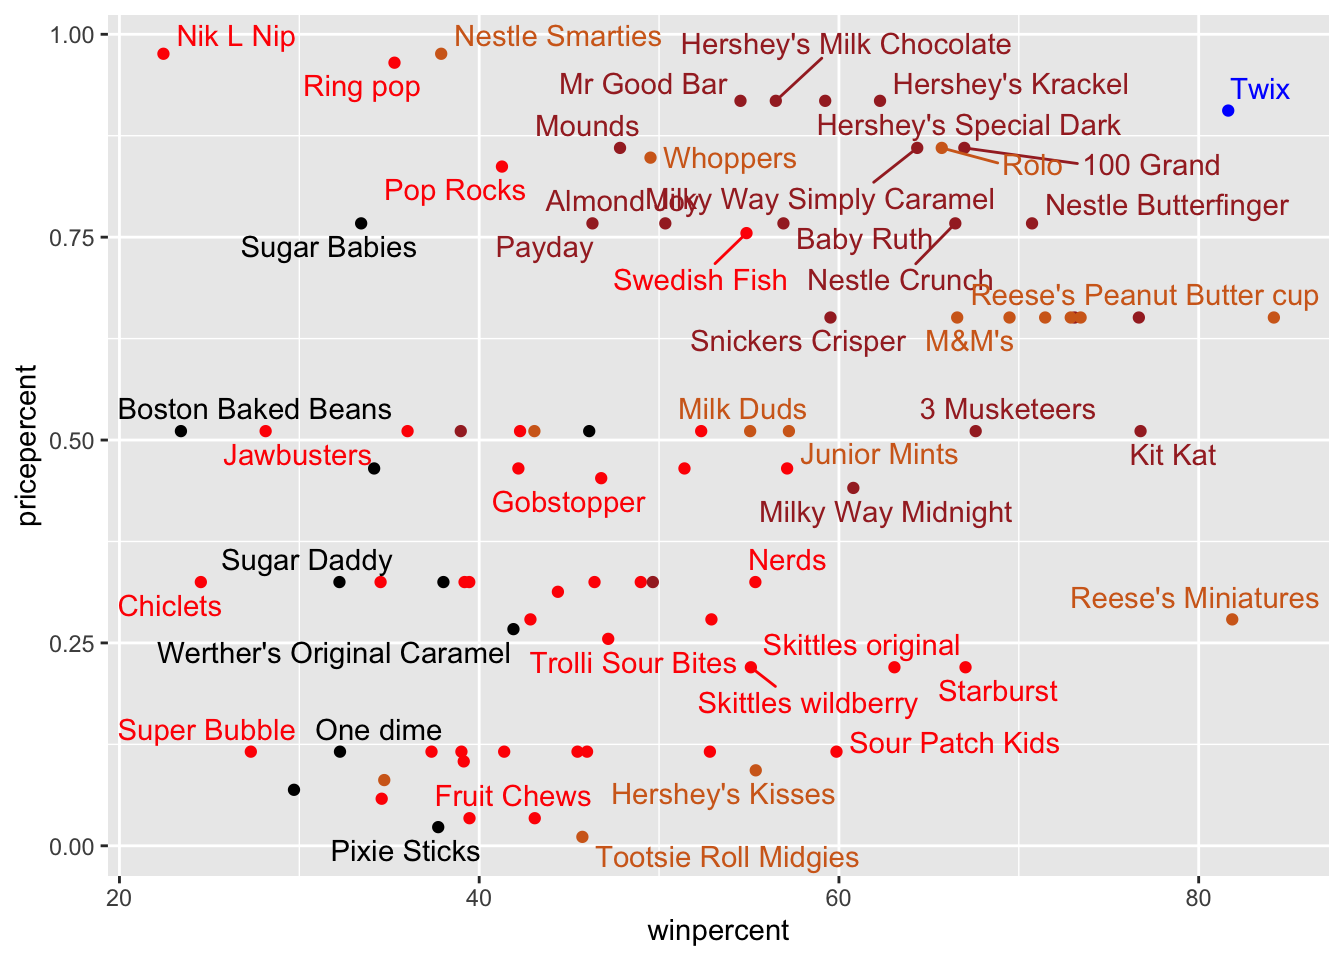 1.00
Nik L Nip
Nestle Smarties
Hershey's Milk Chocolate
Ring pop
Mr Good Bar
Hershey's Krackel
Twix
Mounds
Hershey's Special Dark
Whoppers
Rolo
100 Grand
Pop Rocks
Almond Joy
Milky Way Simply Caramel
Nestle Butterfinger
0.75
Sugar Babies
Payday
Baby Ruth
Swedish Fish
Nestle Crunch
Reese's Peanut Butter cup
Snickers Crisper
M&M's
Boston Baked Beans
Milk Duds
3 Musketeers
0.50
Jawbusters
Junior Mints
Kit Kat
Gobstopper
Milky Way Midnight
pricepercent
Sugar Daddy
Nerds
Chiclets
Reese's Miniatures
0.25
Werther's Original Caramel
Skittles original
Trolli Sour Bites
Starburst
Skittles wildberry
Super Bubble
One dime
Sour Patch Kids
Fruit Chews
Hershey's Kisses
0.00
Pixie Sticks
Tootsie Roll Midgies
20
40
60
80
winpercent